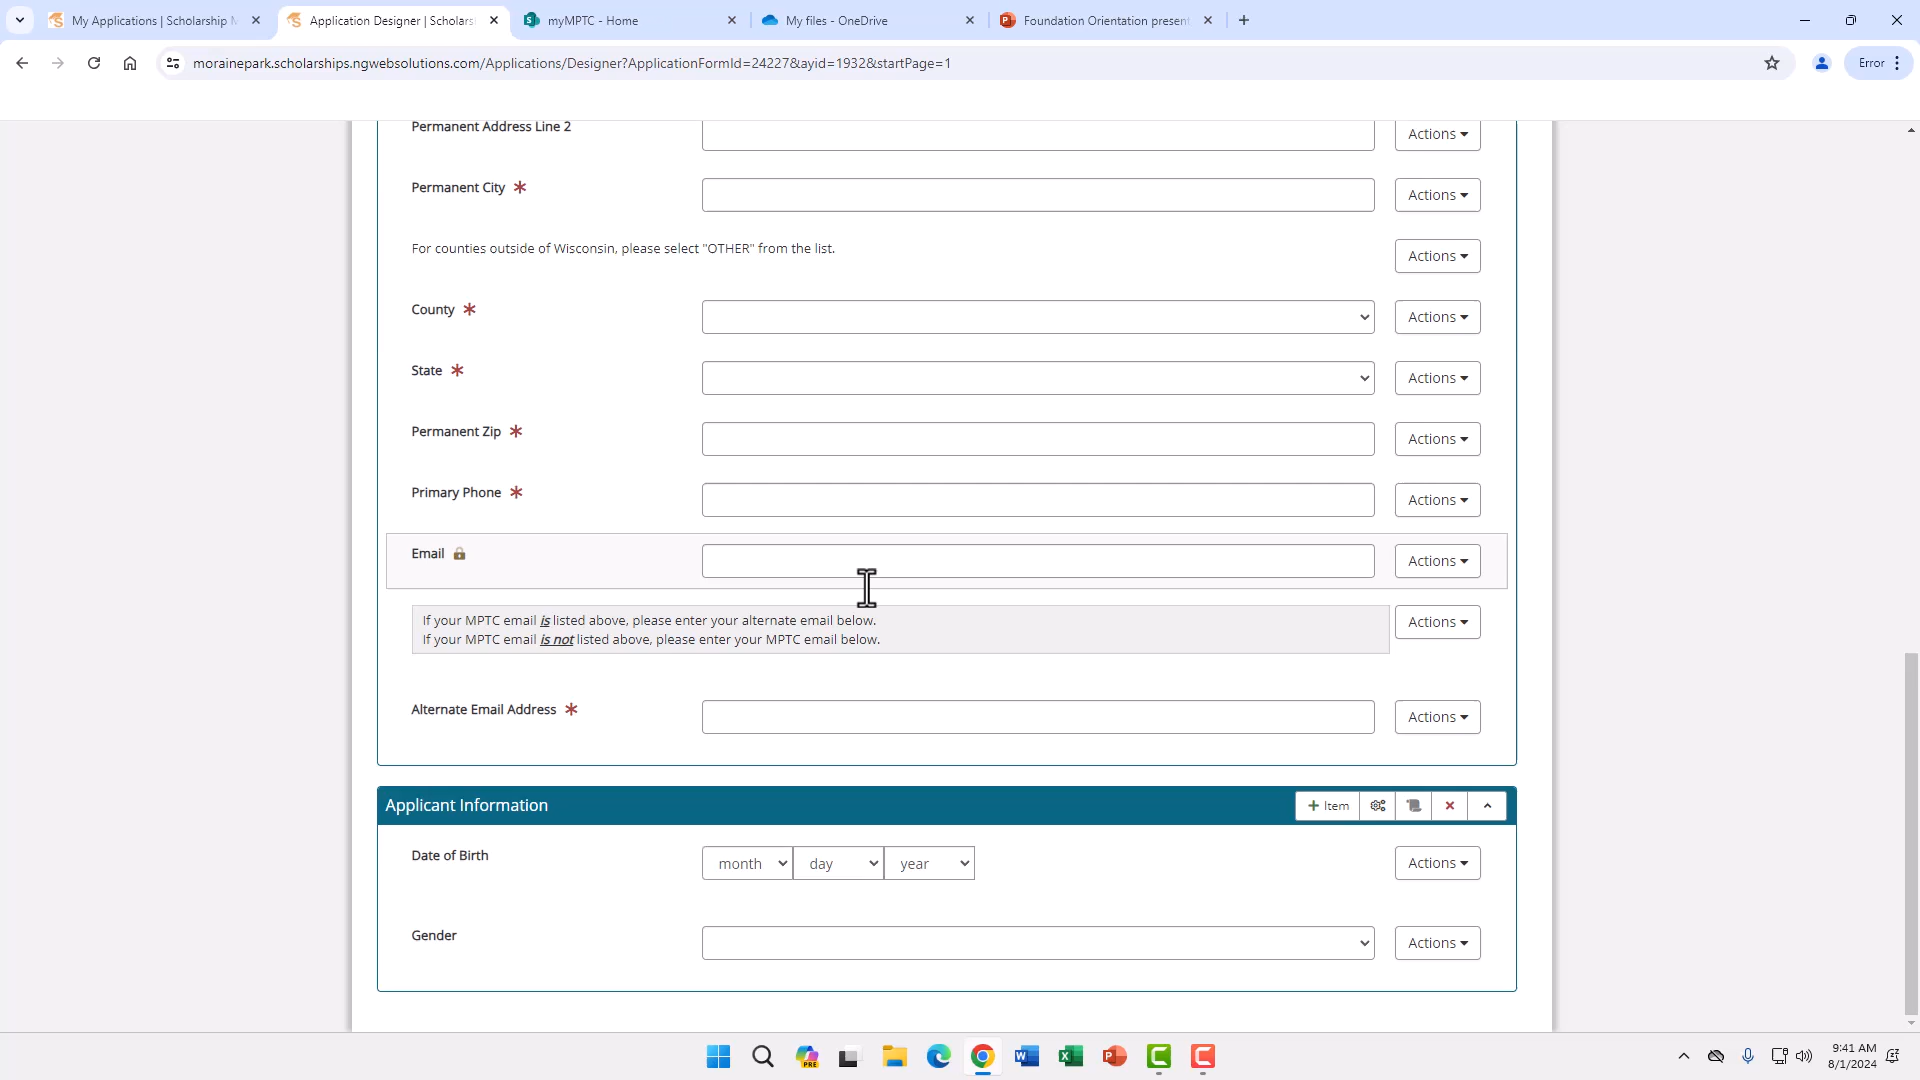 My Applications | Scholarship M
Application Designer | Scholars
myMPTC - Home
My files - OneDrive
Foundation Orientation present
morainepark.scholarships.ngwebsolutions.com/Applications/Designer?ApplicationFormId=24227&ayid=1932&startPage=1
Error
Permanent Address Line 2
Actions
Permanent City *
Actions
For counties outside of Wisconsin, please select "OTHER" from the list.
Actions
County *
Actions
State *
Actions
Permanent Zip *
Actions
Primary Phone *
Actions
Email
Actions
If your MPTC email is listed above, please enter your alternate email below.
If your MPTC email is not listed above, please enter your MPTC email below.
Actions
Alternate Email Address *
Actions
Applicant Information
+ Item
Date of Birth
month
day
year
Actions
Gender
Actions
PRE
9:41 AM
8/1/2024